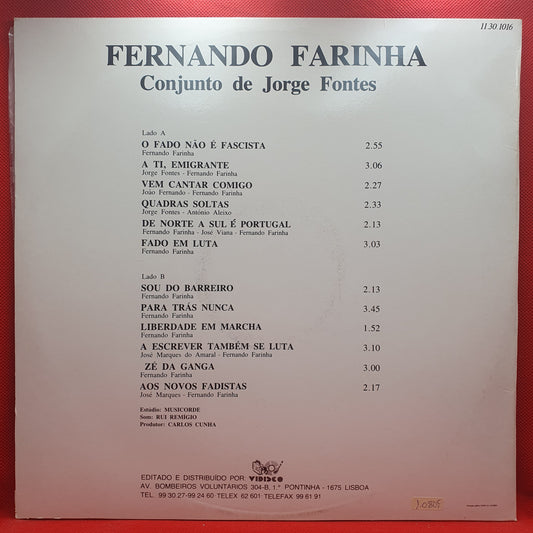 11 30 1016
FERNANDO FARINHA
Conjunto de Jorge Fontes
Lado A
O FADO NÃO É FASCISTA 2.55
Fernando Farinha
A TI, EMIGRANTE 3.06
Jorge Fontes - Fernando Farinha
VEM CANTAR COMIGO 2.27
João Fernando - Fernando Farinha
QUADRAS SOLTAS 2.33
Jorge Fontes - António Aleixo
DE NORTE A SUL É PORTUGAL 2.13
Fernando Farinha - José Viana - Fernando Farinha
FADO EM LUTA 3.03
Lado B
SOU DO BARREIRO 2.13
Fernando Farinha
PARA TRÁS NUNCA 3.45
Fernando Farinha
LIBERDADE EM MARCHA 1.52
Fernando Farinha
A ESCREVER TAMBÉM SE LUTA 3.10
José Marques do Amaral - Fernando Farinha
ZÉ DA GANGA 3.00
Fernando Farinha
AOS NOVOS FADISTAS 2.17
José Marques - Fernando Farinha
Estúdio: MUSICORDE
Som: RUI REMÍGIO
Produtor: CARLOS CUNHA
EDITADO E DISTRIBUÍDO POR VIDISCO
AV. BOMBEIROS VOLUNTARIOS 304-B, 1.º PONTINHA - 1675 LISBOA
TEL. 99 30 27-99 24 60 · TELEX 62 601 · TELEFAX 99 61 91